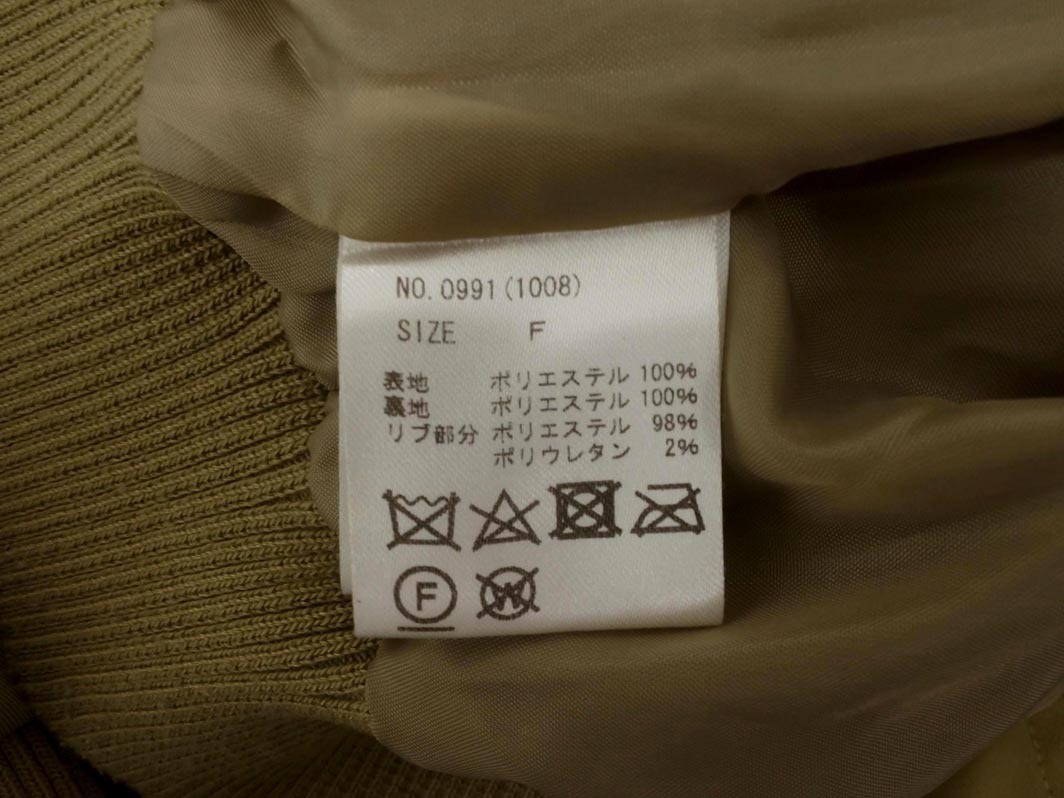 NO. 0991(1008)
SIZE F
表地 ポリエステル 100%
裏地 ポリエステル 100%
リブ部分 ポリエステル 98%
ポリウレタン 2%
F W